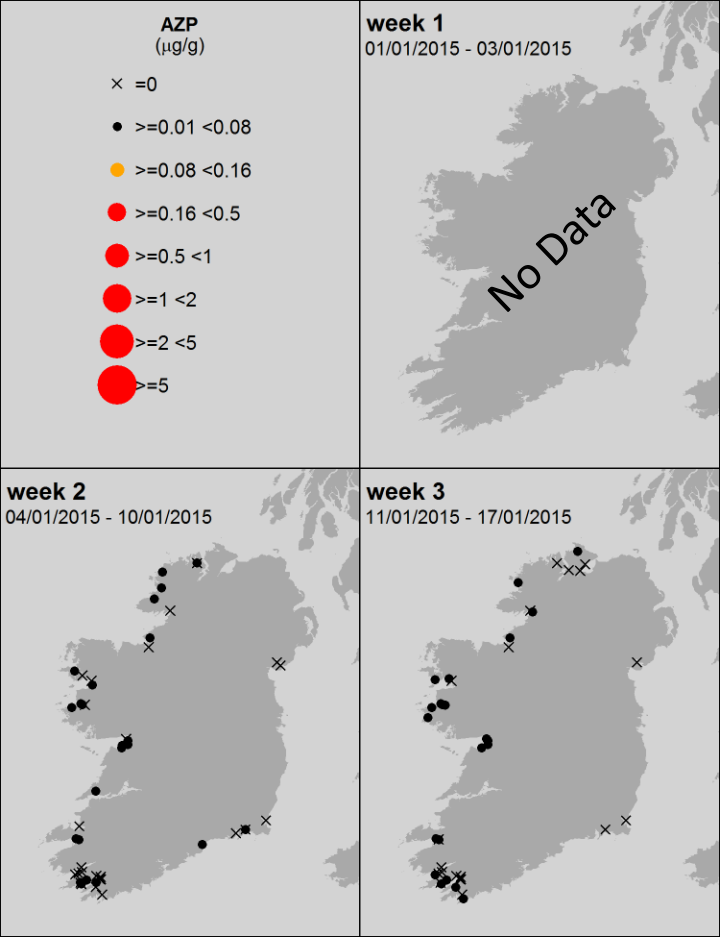 AZP
(µg/g)
=0
>=0.01 <0.08
>=0.08 <0.16
>=0.16 <0.5
>=0.5 <1
>=1 <2
>=2 <5
>=5
week 1
01/01/2015 - 03/01/2015
No Data
week 2
04/01/2015 - 10/01/2015
week 3
11/01/2015 - 17/01/2015